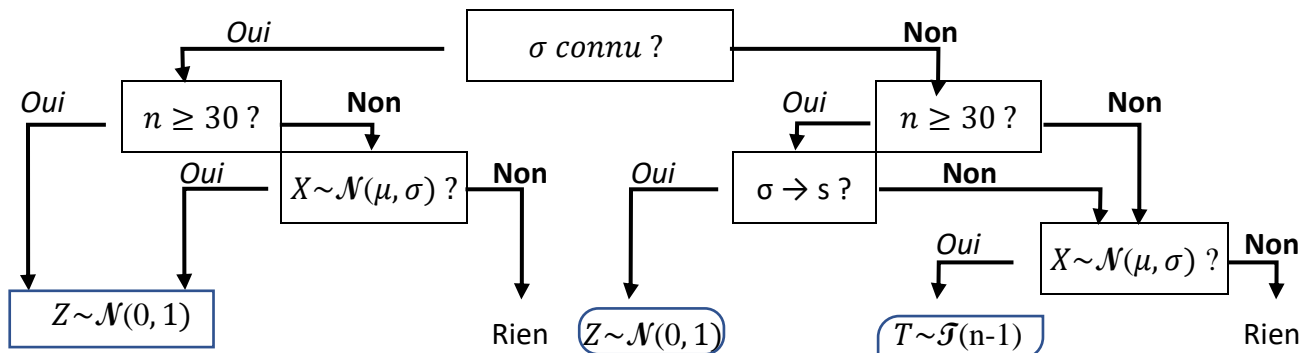 Oui
σ connu ?
Non
Oui
n ≥ 30 ?
Non
Oui
n ≥ 30 ?
Non
Oui
X~𝒩(μ, σ) ?
Non
Oui
σ → s ?
Non
Oui
X~𝒩(μ, σ) ?
Non
Z~𝒩(0, 1)
Rien
Z~𝒩(0, 1)
T~𝒯(n-1)
Rien